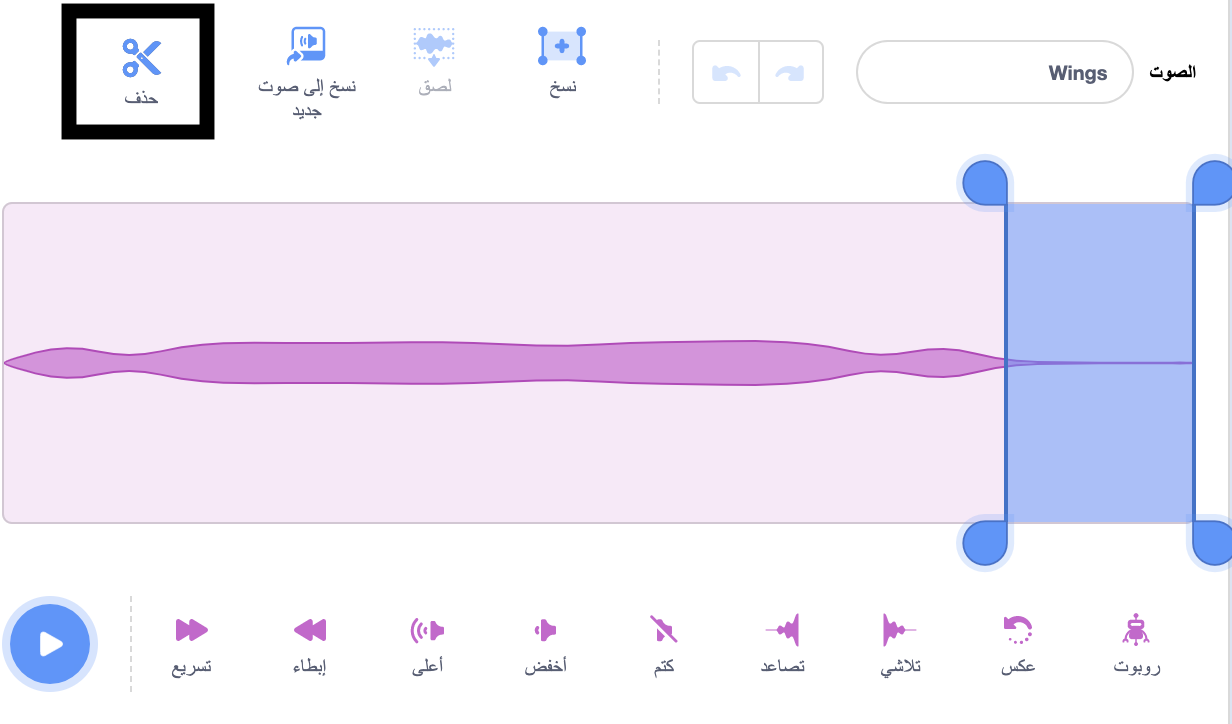 الصوت
Wings
نسخ
لصق
نسخ إلى صوت
جديد
حذف
روبوت
عكس
تلاشي
تصاعد
كتم
أخفض
أعلى
إبطاء
تسريع